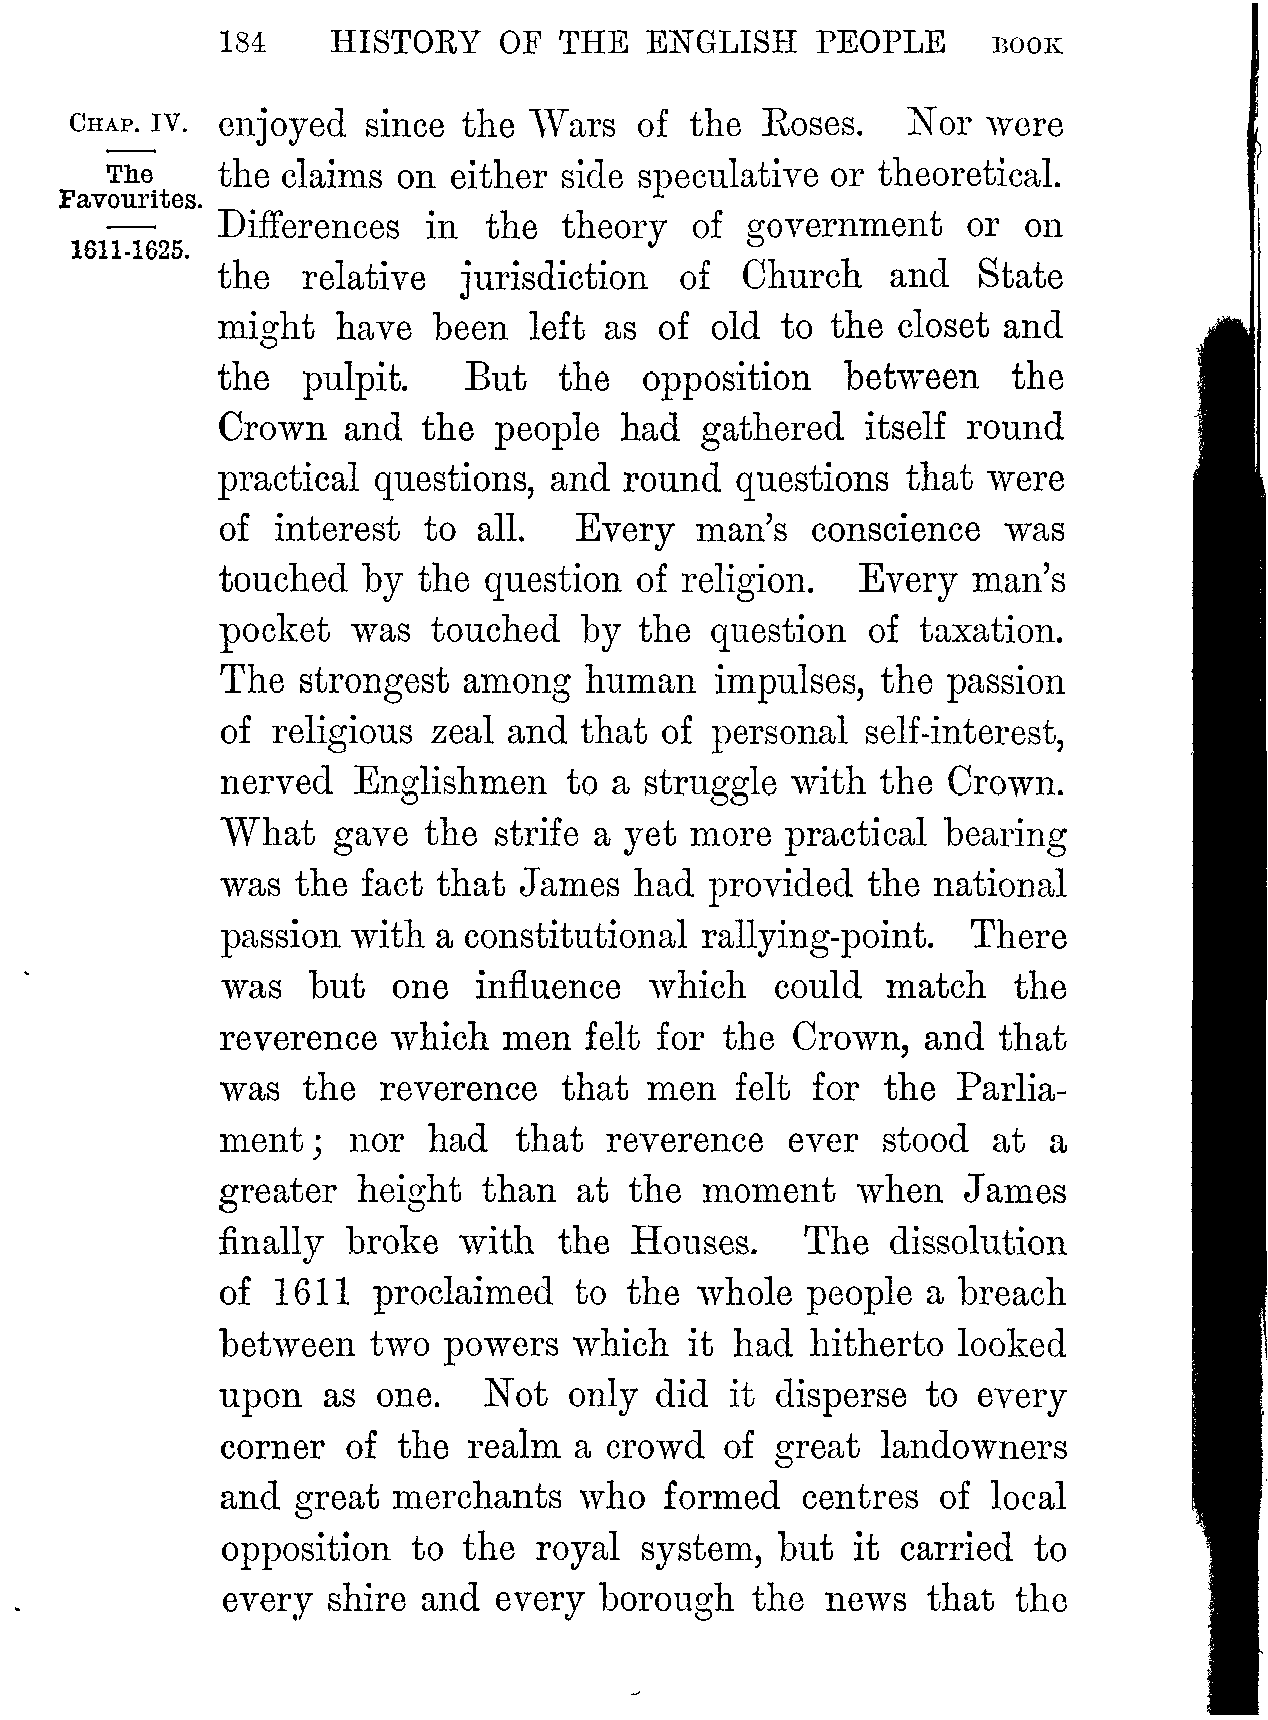 184 HISTORY OF THE ENGLISH PEOPLE BOOK
CHAP. IV.
The
Favourites.
1611-1625.
enjoyed since the Wars of the Roses. Nor were
the claims on either side speculative or theoretical.
Differences in the theory of government or on
the relative jurisdiction of Church and State
might have been left as of old to the closet and
the pulpit. But the opposition between the
Crown and the people had gathered itself round
practical questions, and round questions that were
of interest to all. Every man's conscience was
touched by the question of religion. Every man's
pocket was touched by the question of taxation.
The strongest among human impulses, the passion
of religious zeal and that of personal self-interest,
nerved Englishmen to a struggle with the Crown.
What gave the strife a yet more practical bearing
was the fact that James had provided the national
passion with a constitutional rallying-point. There
was but one influence which could match the
reverence which men felt for the Crown, and that
was the reverence that men felt for the Parlia-
ment; nor had that reverence ever stood at a
greater height than at the moment when James
finally broke with the Houses. The dissolution
of 1611 proclaimed to the whole people a breach
between two powers which it had hitherto looked
upon as one. Not only did it disperse to every
corner of the realm a crowd of great landowners
and great merchants who formed centres of local
opposition to the royal system, but it carried to
every shire and every borough the news that the